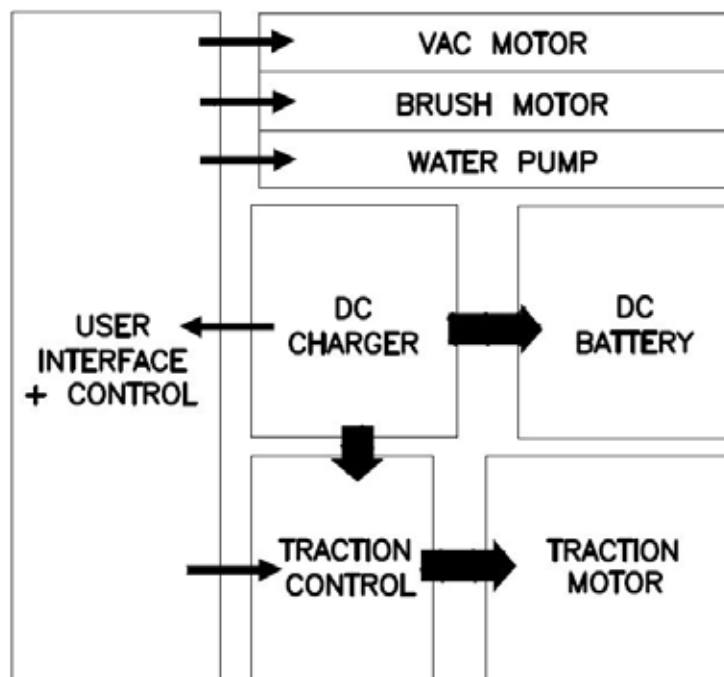 VAC MOTOR
BRUSH MOTOR
WATER PUMP
USER
INTERFACE
+ CONTROL
DC
CHARGER
DC
BATTERY
TRACTION
CONTROL
TRACTION
MOTOR